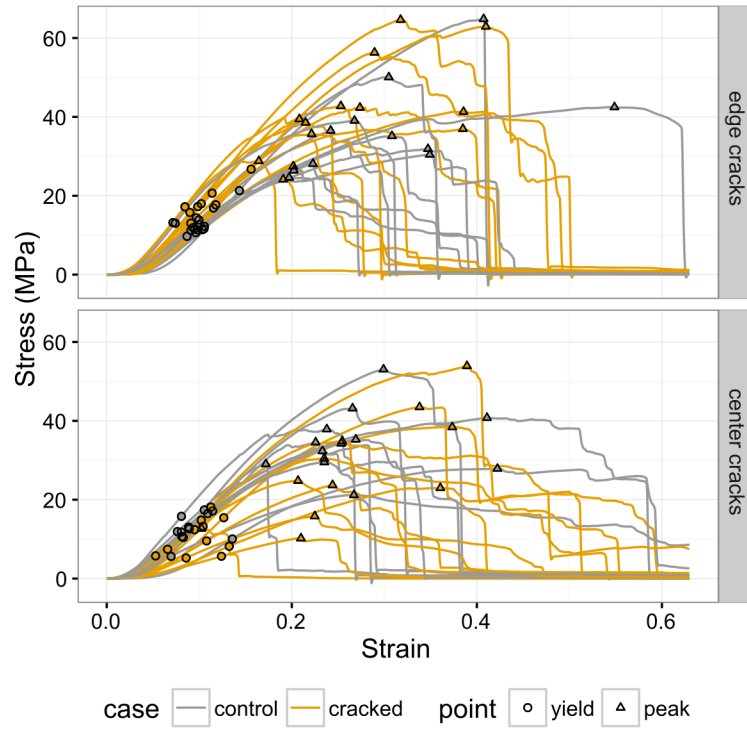 60
40
20
0
edge cracks
Stress (MPa)
60
40
20
0
center cracks
0.0 0.2 0.4 0.6
Strain
case control cracked point yield peak